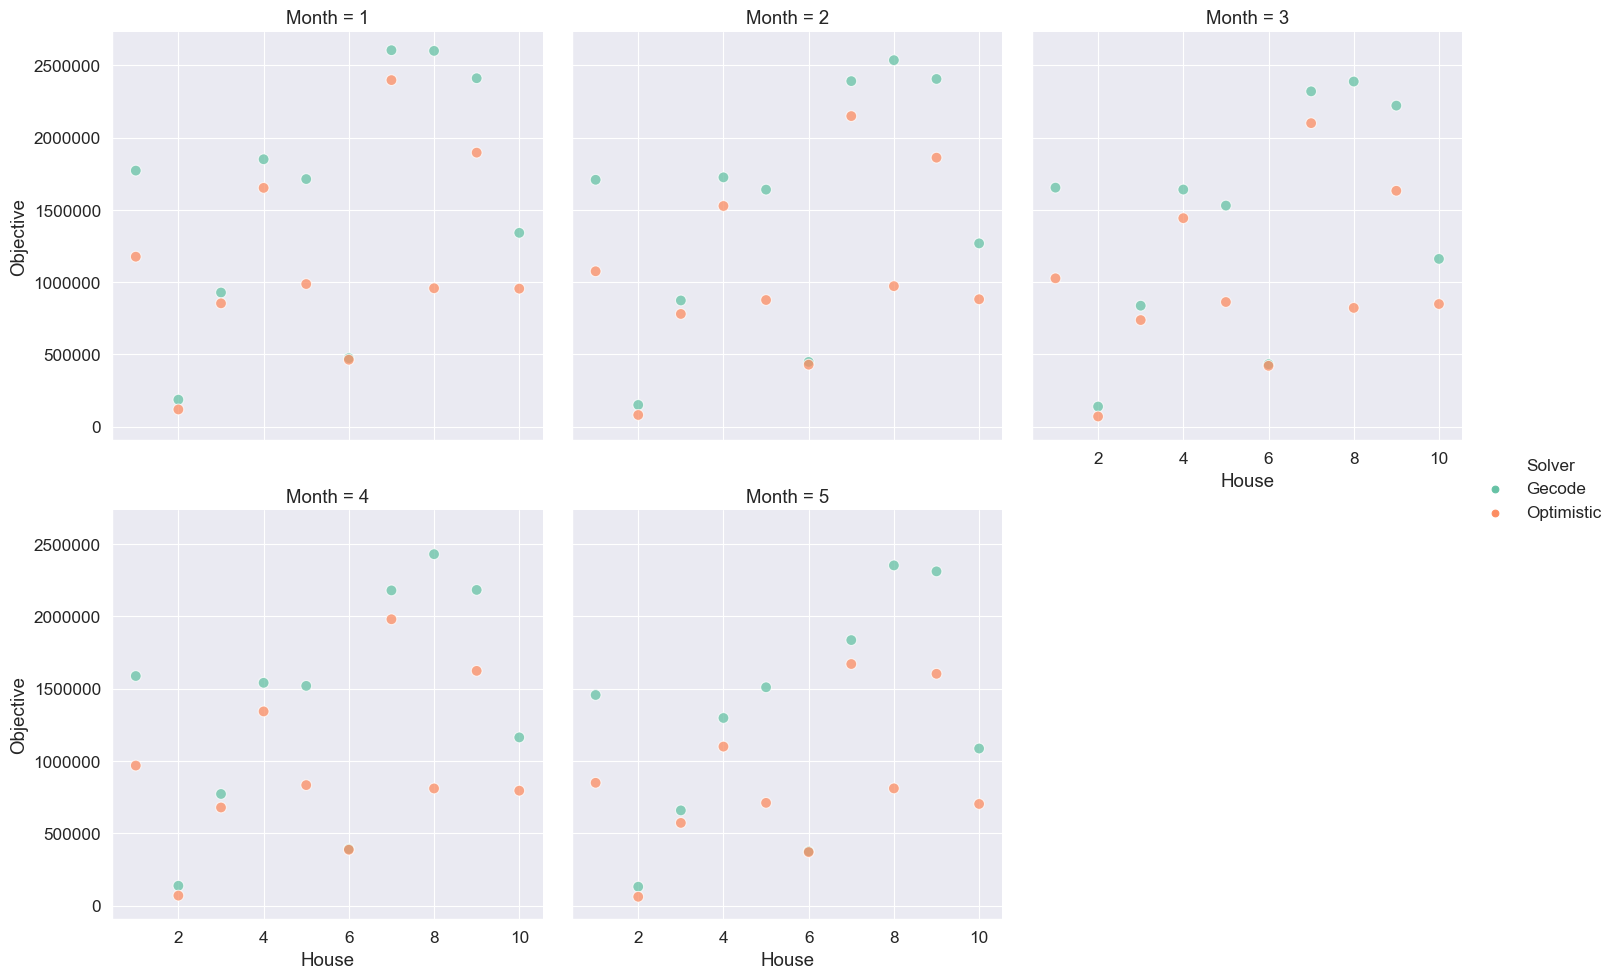 Month = 1
Month = 2
Month = 3
2500000
2000000
1500000
1000000
500000
0
Objective
2 4 6 8 10
House
Solver
Gecode
Optimistic
Month = 4
Month = 5
2500000
2000000
1500000
1000000
500000
0
Objective
2 4 6 8 10
House
2 4 6 8 10
House